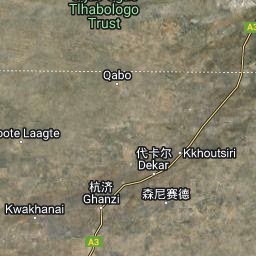 Tlhabologo
Trust
A3
Qabo
oote Laagte
代卡尔
Dekar
Kkhoutsiri
杭济
Ghanzi
森尼赛德
Kwakhanai
A3